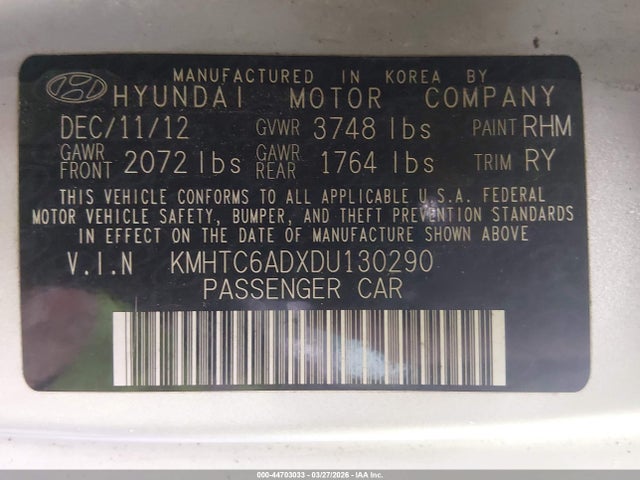 MANUFACTURED IN KOREA BY
HYUNDAI MOTOR COMPANY
DEC/11/12 GVWR 3748 lbs PAINT RHM
GAWR FRONT 2072 lbs GAWR REAR 1764 lbs TRIM RY
THIS VEHICLE CONFORMS TO ALL APPLICABLE U.S.A. FEDERAL
MOTOR VEHICLE SAFETY, BUMPER, AND THEFT PREVENTION STANDARDS
IN EFFECT ON THE DATE OF MANUFACTURE SHOWN ABOVE.
V.I.N KMHTC6ADXDU130290
PASSENGER CAR
000-44703033 - 03/27/2026 - IAA Inc.